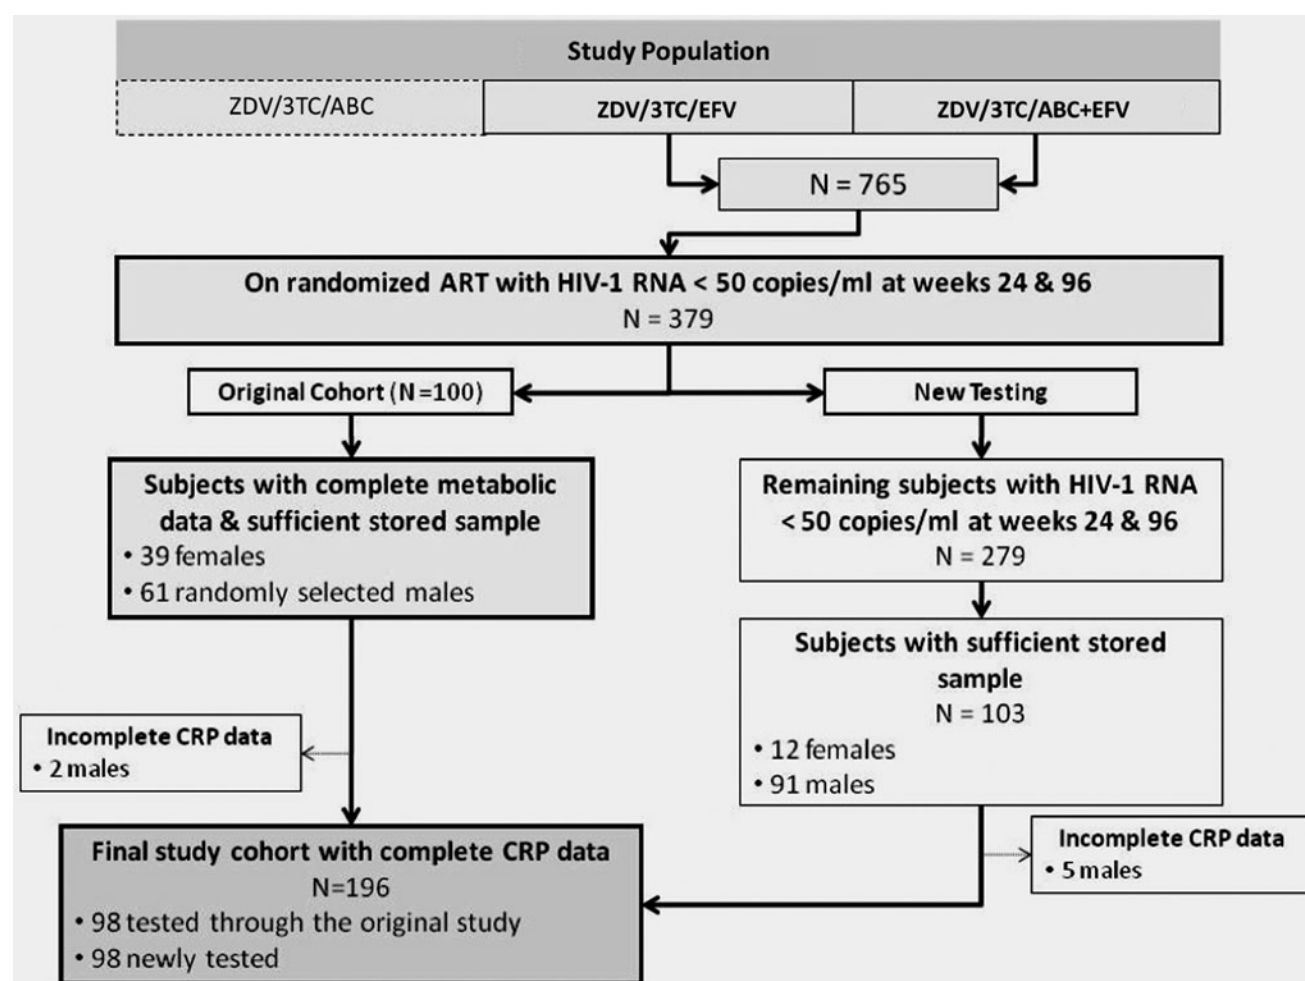 Study Population
ZDV/3TC/ABC
ZDV/3TC/EFV
ZDV/3TC/ABC+EFV
N = 765
On randomized ART with HIV-1 RNA < 50 copies/ml at weeks 24 & 96
N = 379
Original Cohort (N=100)
New Testing
Subjects with complete metabolic
data & sufficient stored sample
• 39 females
• 61 randomly selected males
Remaining subjects with HIV-1 RNA
< 50 copies/ml at weeks 24 & 96
N = 279
Subjects with sufficient stored
sample
N = 103
• 12 females
• 91 males
Incomplete CRP data
• 2 males
Incomplete CRP data
• 5 males
Final study cohort with complete CRP data
N=196
• 98 tested through the original study
• 98 newly tested